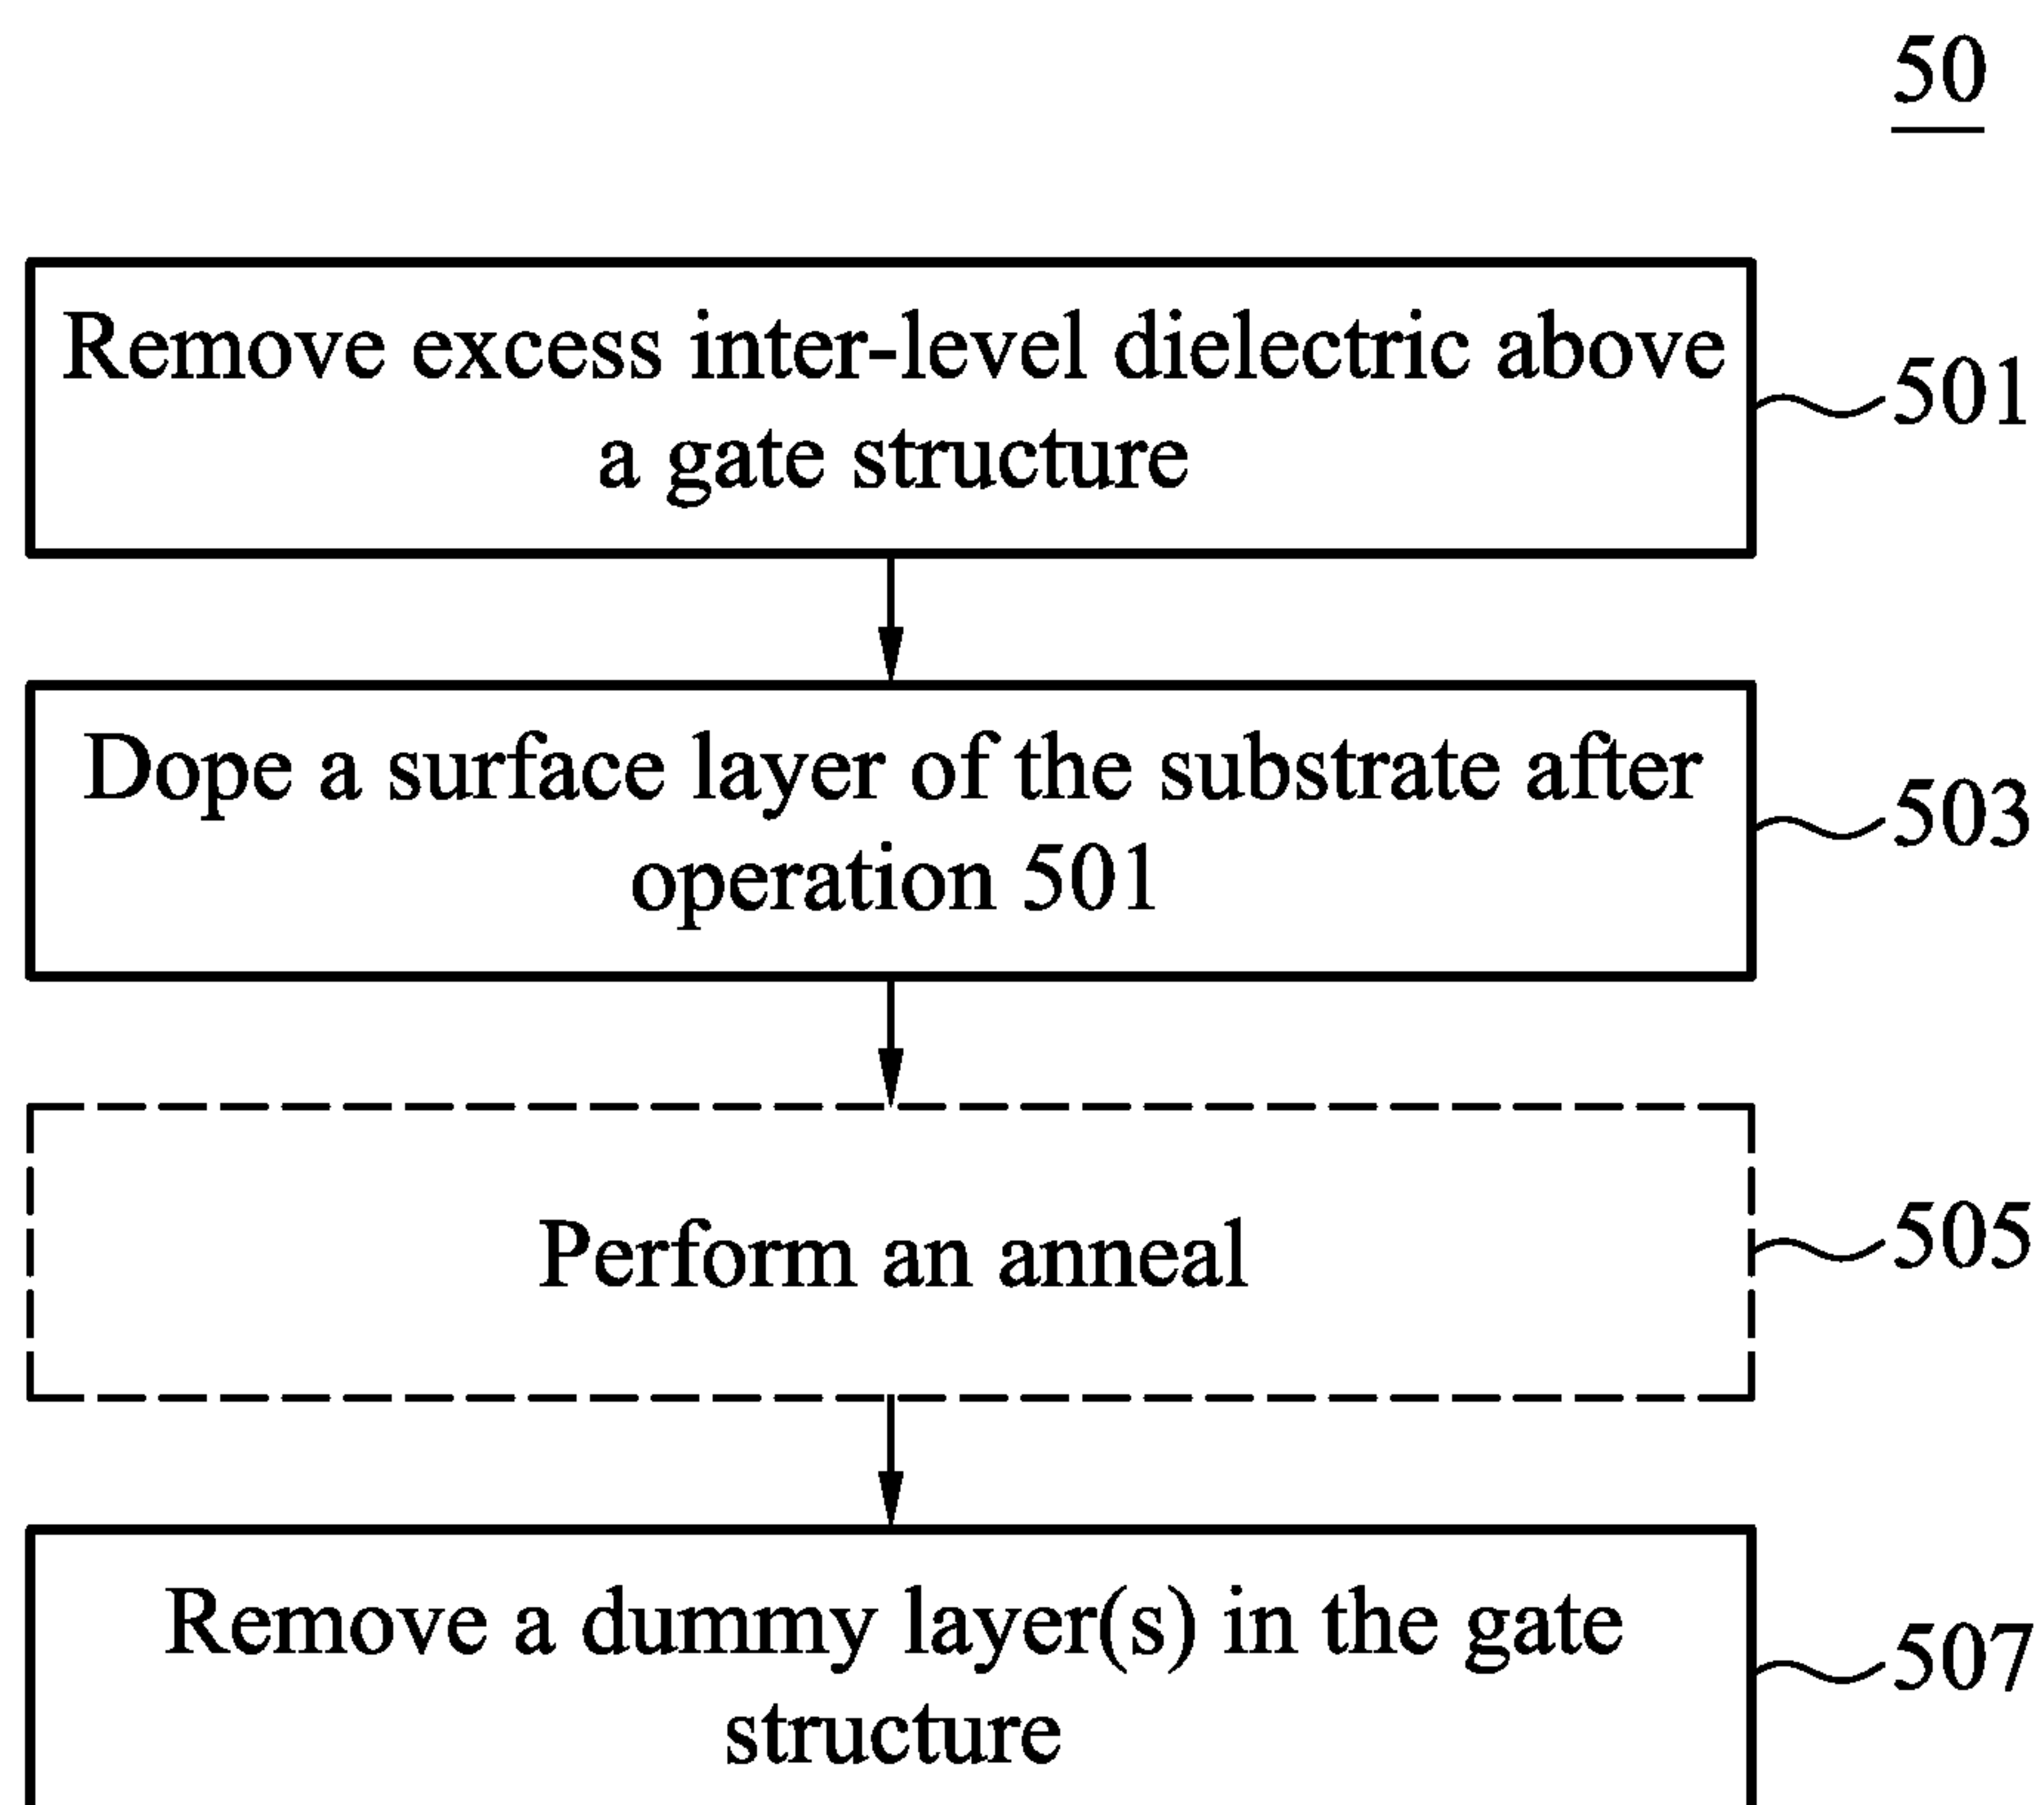 50
Remove excess inter-level dielectric above
a gate structure
501
Dope a surface layer of the substrate after
operation 501
503
Perform an anneal
505
Remove a dummy layer(s) in the gate
structure
507